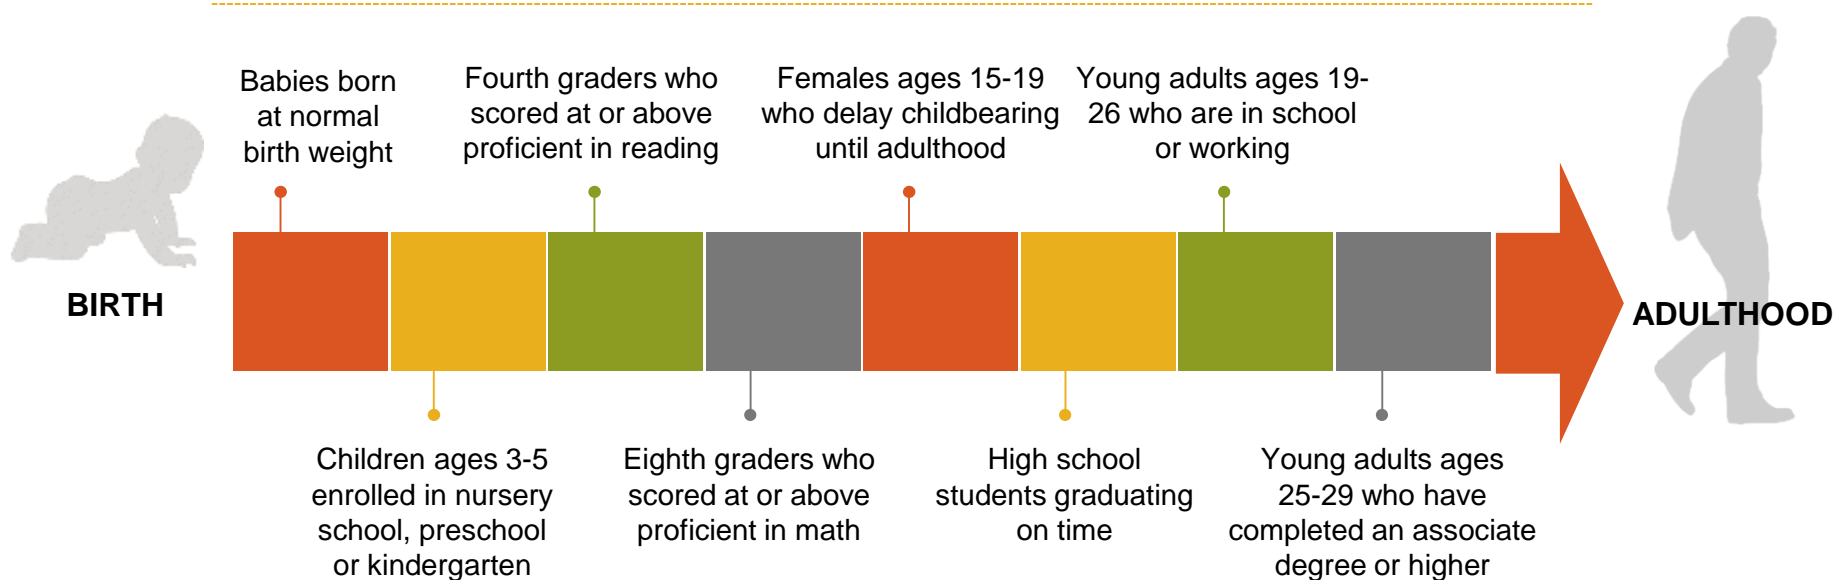 Babies born
at normal
birth weight
Fourth graders who
scored at or above
proficient in reading
Females ages 15-19
who delay childbearing
until adulthood
Young adults ages 19-
26 who are in school
or working
BIRTH
ADULTHOOD
Children ages 3-5
enrolled in nursery
school, preschool
or kindergarten
Eighth graders who
scored at or above
proficient in math
High school
students graduating
on time
Young adults ages
25-29 who have
completed an associate
degree or higher